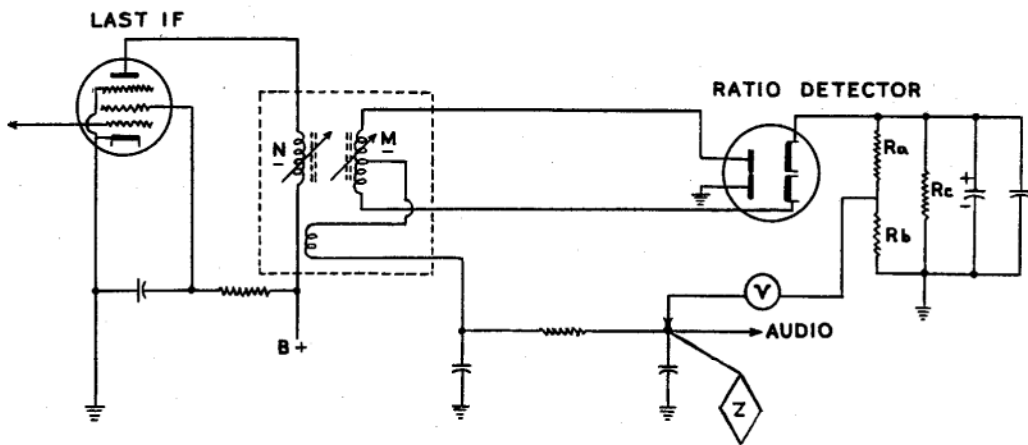 LAST IF
RATIO DETECTOR
N
M
Ra
Rc
Rb
+
-
V
B+
AUDIO
Z